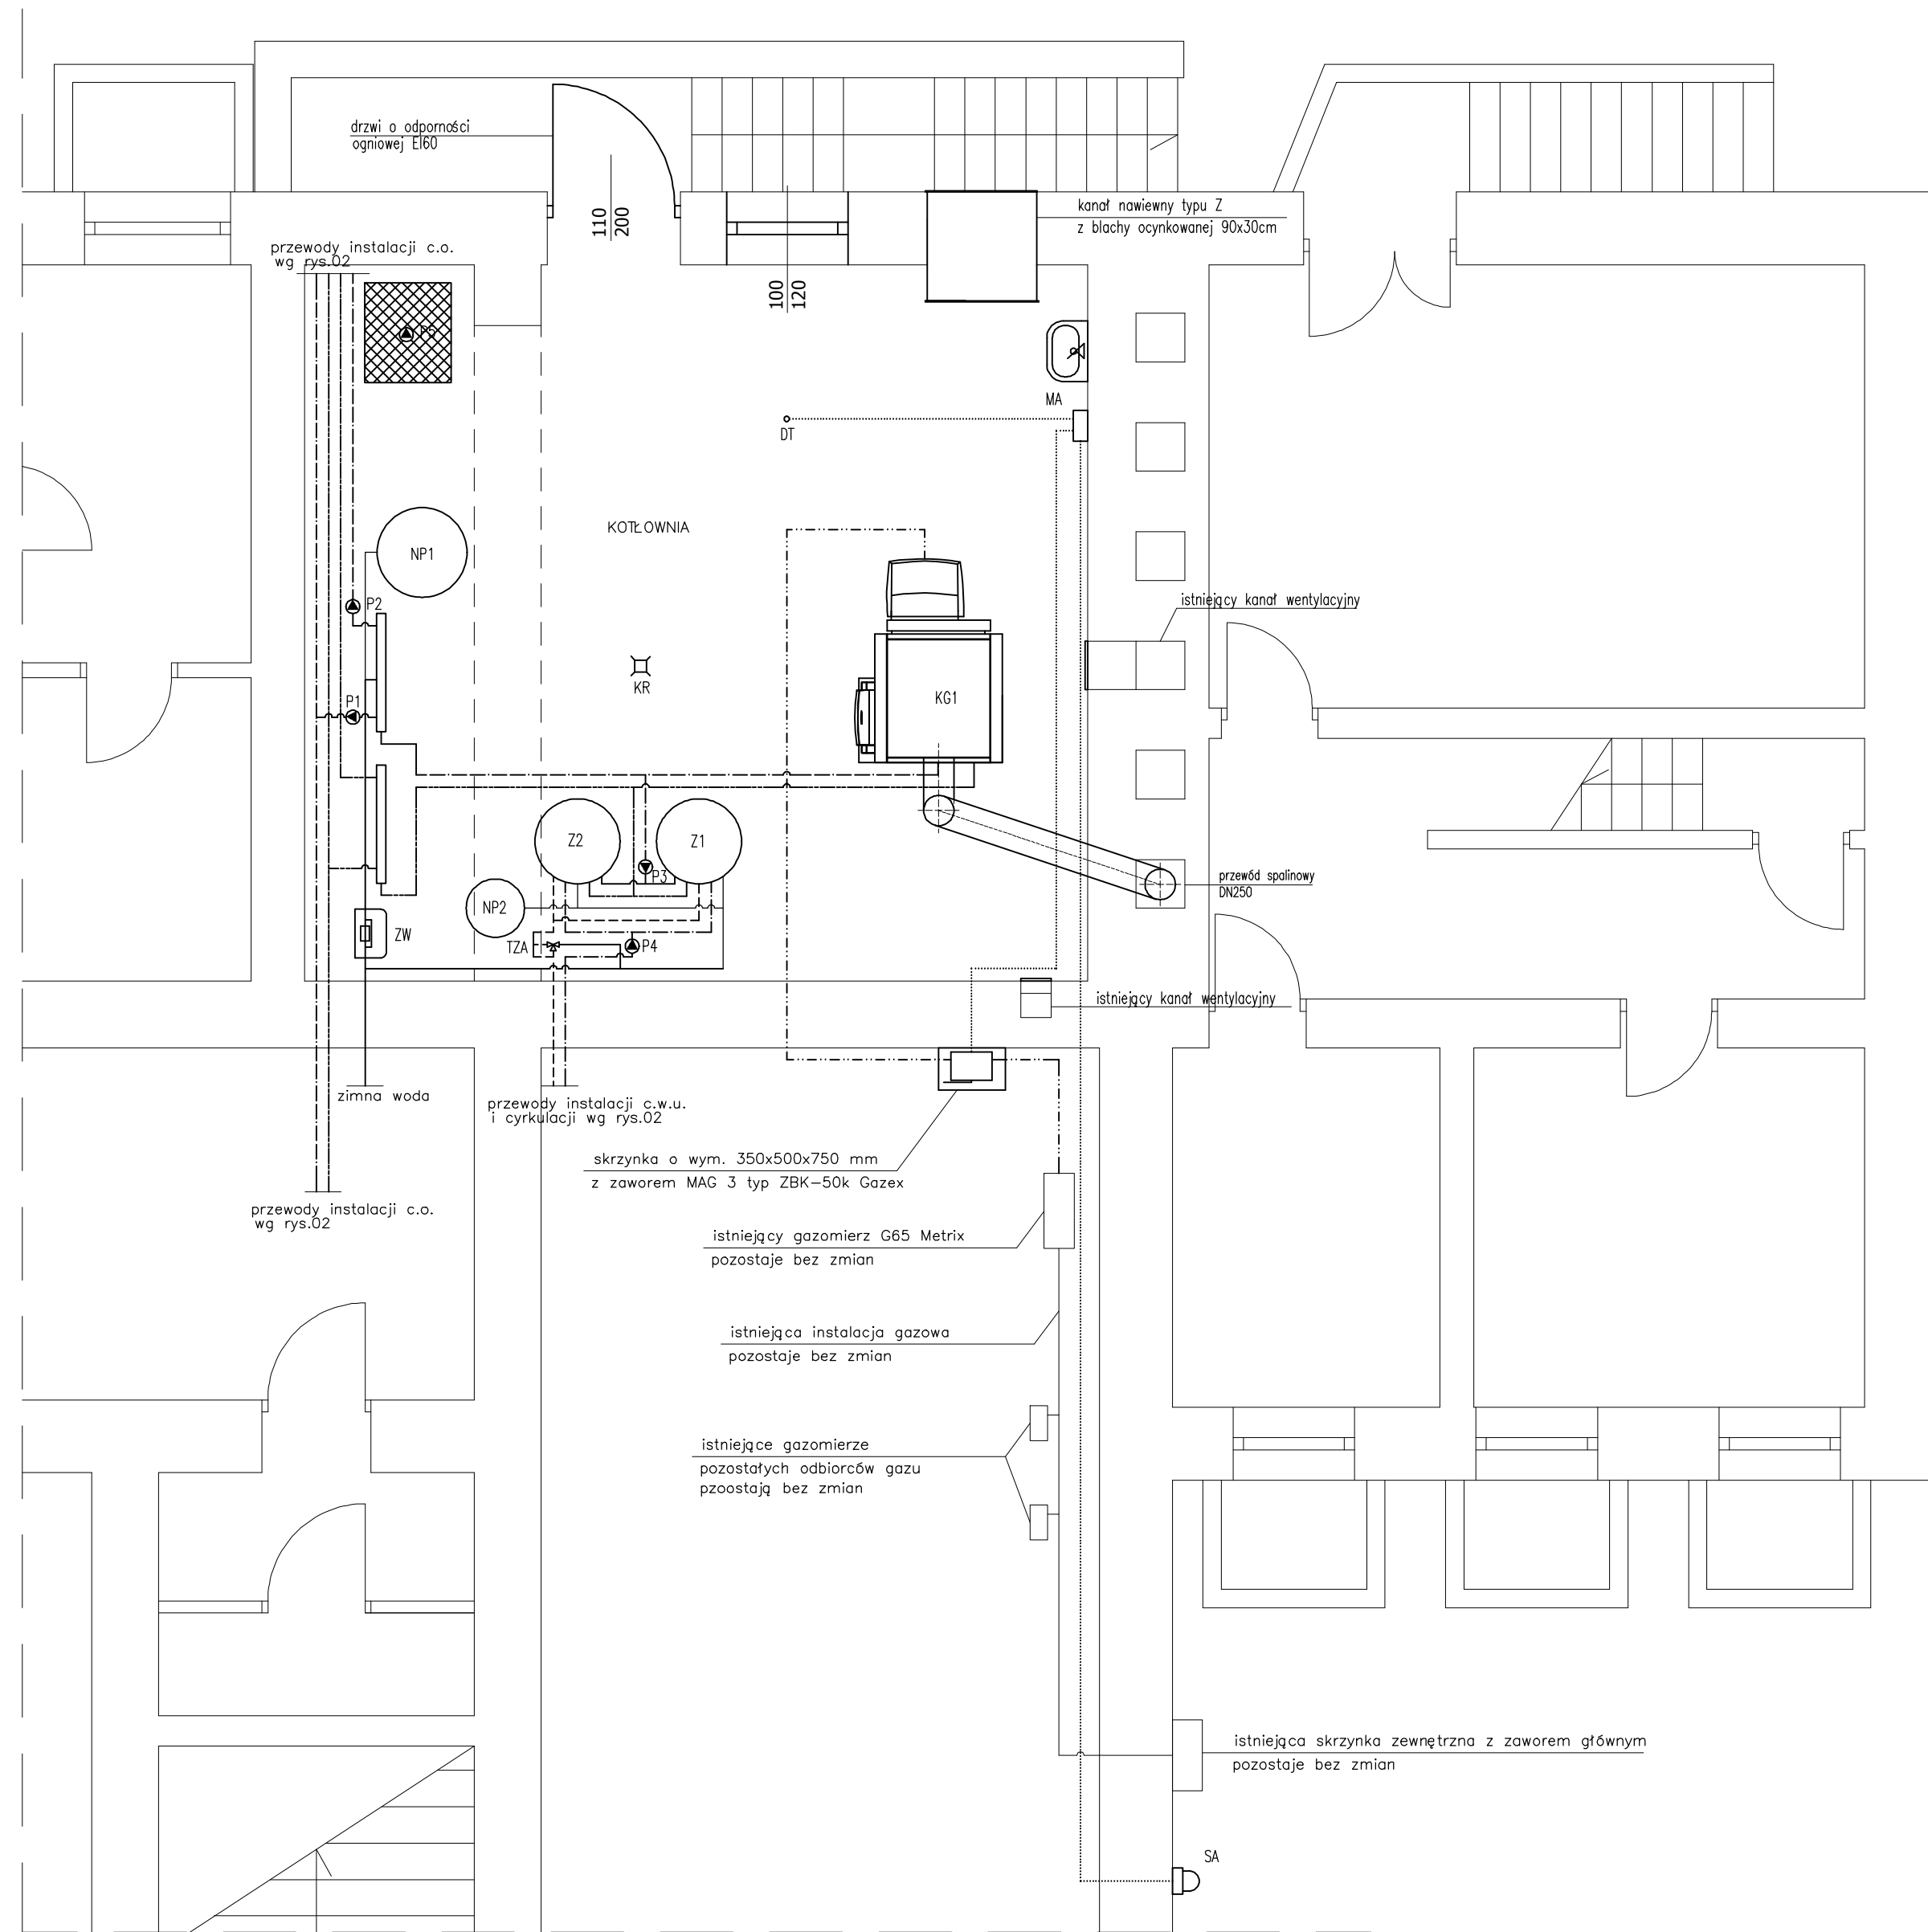 drzwi o odporności
ogniowej EI60
110
200
kanał nawiewny typu Z
z blachy ocynkowanej 90x30cm
przewody instalacji c.o.
wg rys.02
100
120
P5
MA
DT
KOTŁOWNIA
NP1
P2
istniejący kanał wentylacyjny
KR
P1
KG1
Z2
Z1
P3
przewód spalinowy
DN250
NP2
ZW
TZA
P4
istniejący kanał wentylacyjny
zimna woda
przewody instalacji c.w.u.
i cyrkulacji wg rys.02
skrzynka o wym. 350x500x750 mm
z zaworem MAG 3 typ ZBK-50k Gazex
przewody instalacji c.o.
wg rys.02
istniejący gazomierz G65 Metrix
pozostaje bez zmian
istniejąca instalacja gazowa
pozostaje bez zmian
istniejące gazomierze
pozostałych odbiorców gazu
pzoostają bez zmian
istniejąca skrzynka zewnętrzna z zaworem głównym
pozostaje bez zmian
SA